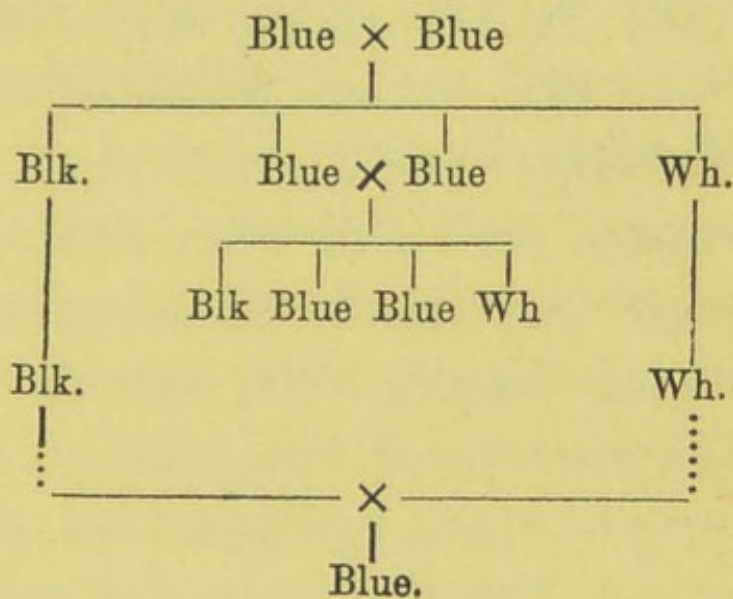 Blue × Blue
Blk. Blue × Blue Wh.
Blk Blue Blue Wh
Blk. Wh.
×
Blue.